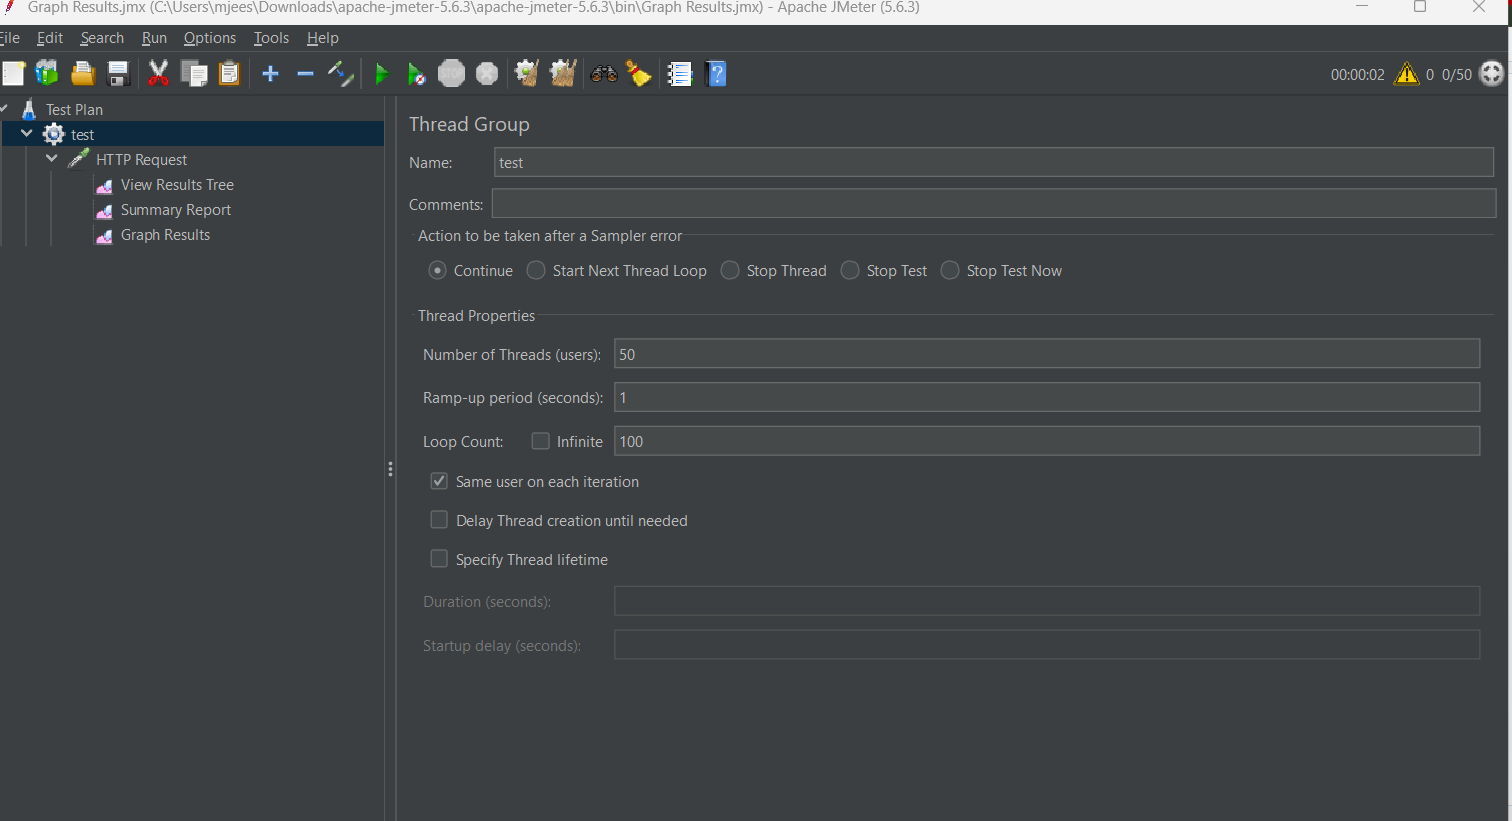 Graph Results.jmx (C:\Users\mjees\Downloads\apache-jmeter-5.6.3\apache-jmeter-5.6.3\bin\Graph Results.jmx) - Apache JMeter (5.6.3)
File Edit Search Run Options Tools Help
STOP 00:00:02 0 0/50
Test Plan
test
HTTP Request
View Results Tree
Summary Report
Graph Results
Thread Group
Name: test
Comments:
Action to be taken after a Sampler error
Continue Start Next Thread Loop Stop Thread Stop Test Stop Test Now
Thread Properties
Number of Threads (users): 50
Ramp-up period (seconds): 1
Loop Count: Infinite 100
Same user on each iteration
Delay Thread creation until needed
Specify Thread lifetime
Duration (seconds):
Startup delay (seconds):